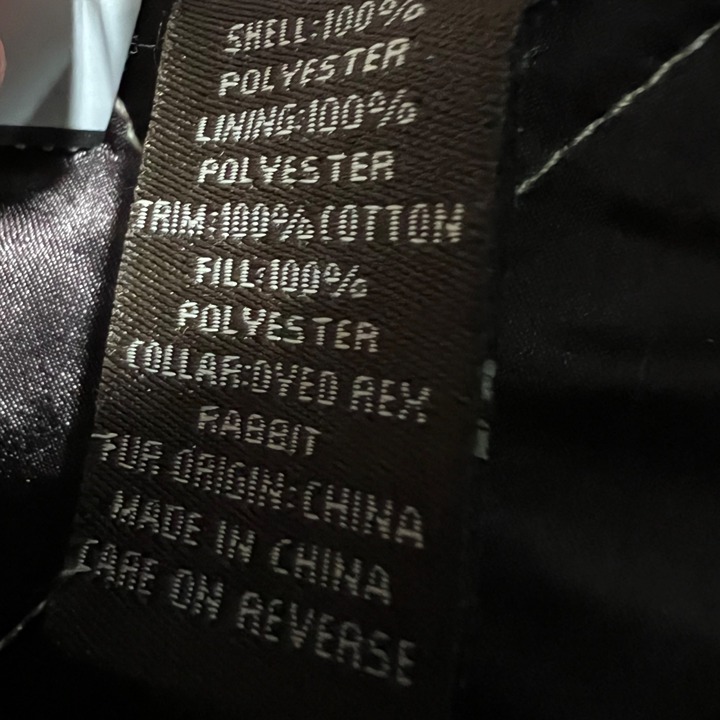 SHELL:100%
POLYESTER
LINING:100%
POLYESTER
TRIM:100% COTTON
FILL:100%
POLYESTER
COLLAR:DYED REX
RABBIT
FUR ORIGIN:CHINA
MADE IN CHINA
CARE ON REVERSE